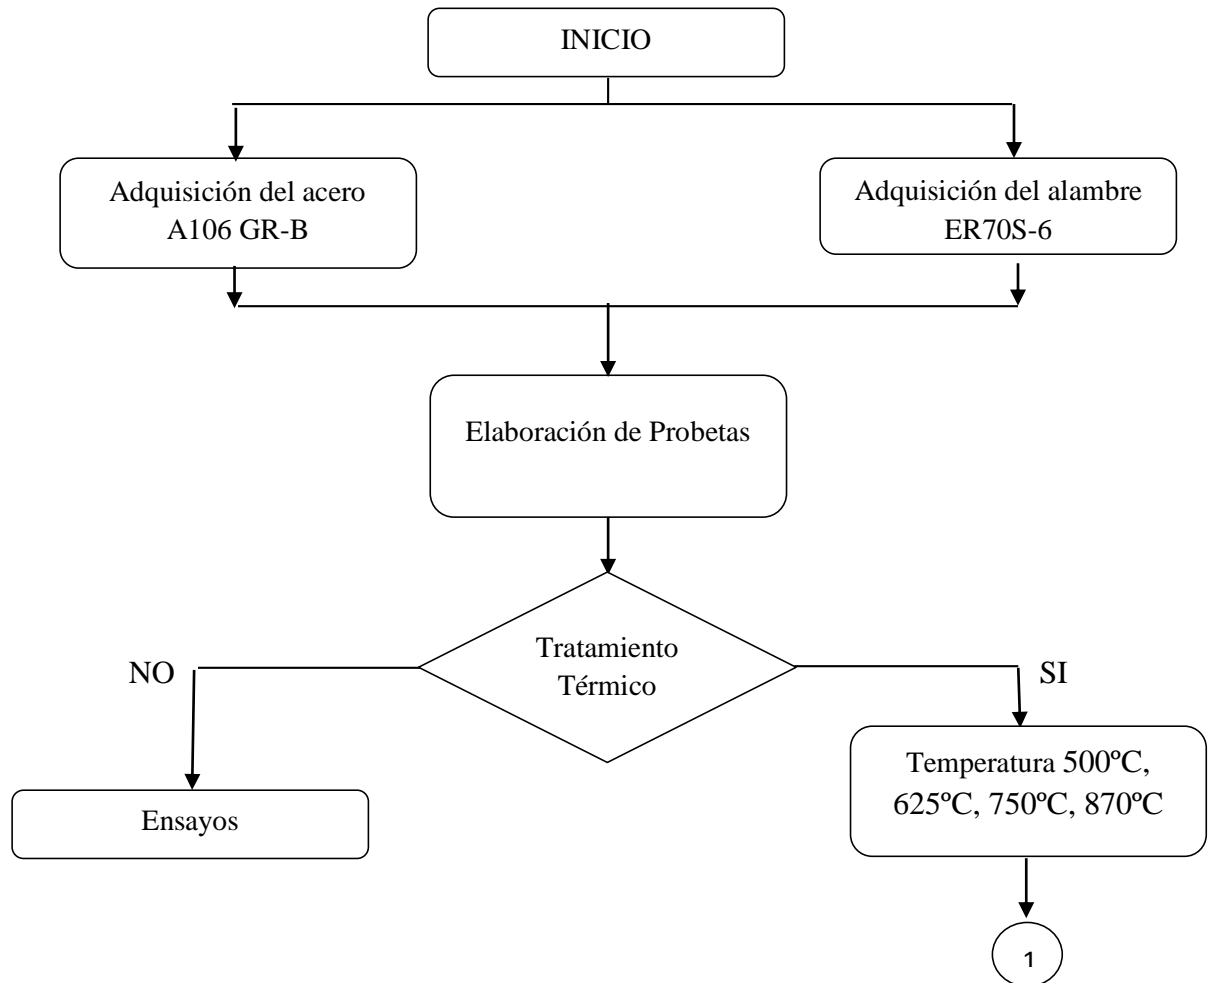 INICIO
Adquisición del acero
A106 GR-B
Adquisición del alambre
ER70S-6
Elaboración de Probetas
Tratamiento
Térmico
NO
SI
Temperatura 500ºC,
625ºC, 750ºC, 870ºC
Ensayos
1